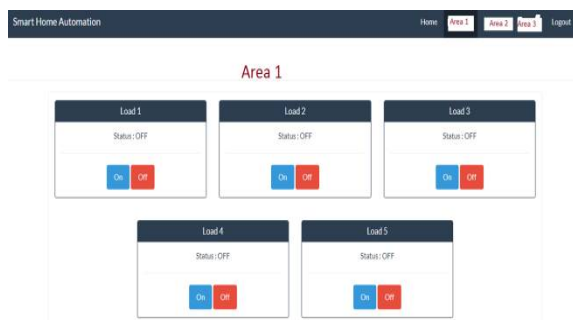 Smart Home Automation Home Area 1 Area 2 Area 3 Logout
Area 1
Load 1 Load 2 Load 3
Status : OFF Status : OFF Status : OFF
On Off On Off On Off
Load 4 Load 5
Status : OFF Status : OFF
On Off On Off